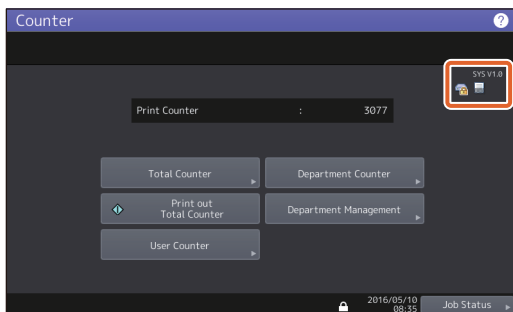 Counter
?
SYS V1.0
Print Counter : 3077
Total Counter
Department Counter
Print out
Total Counter
Department Management
User Counter
2016/05/10
08:35
Job Status